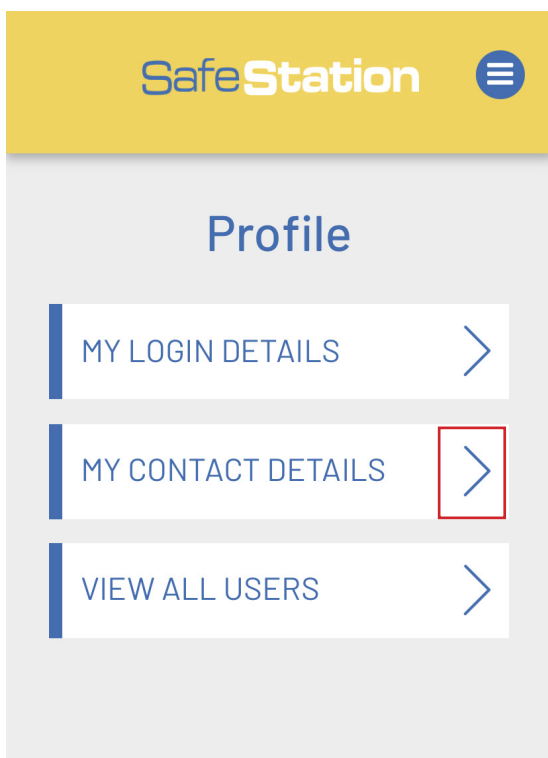 SafeStation
Profile
MY LOGIN DETAILS
MY CONTACT DETAILS
VIEW ALL USERS